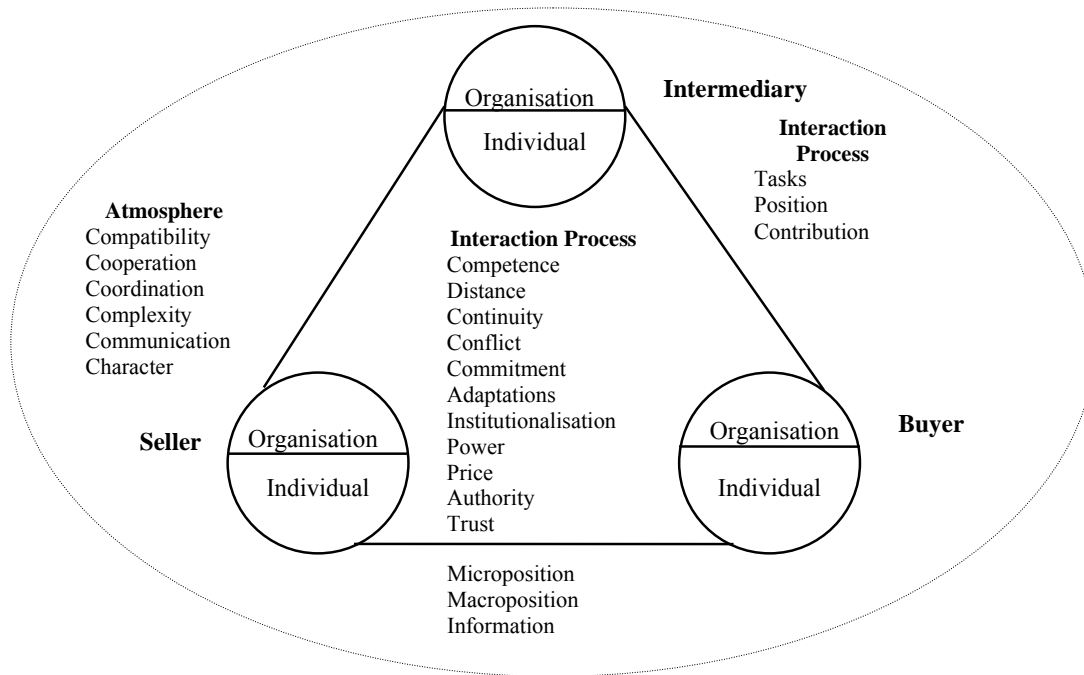 Organisation
Individual
Intermediary
Interaction
Process
Tasks
Position
Contribution
Atmosphere
Compatibility
Cooperation
Coordination
Complexity
Communication
Character
Interaction Process
Competence
Distance
Continuity
Conflict
Commitment
Adaptations
Institutionalisation
Power
Price
Authority
Trust
Seller
Organisation
Individual
Organisation
Individual
Buyer
Microposition
Macroposition
Information